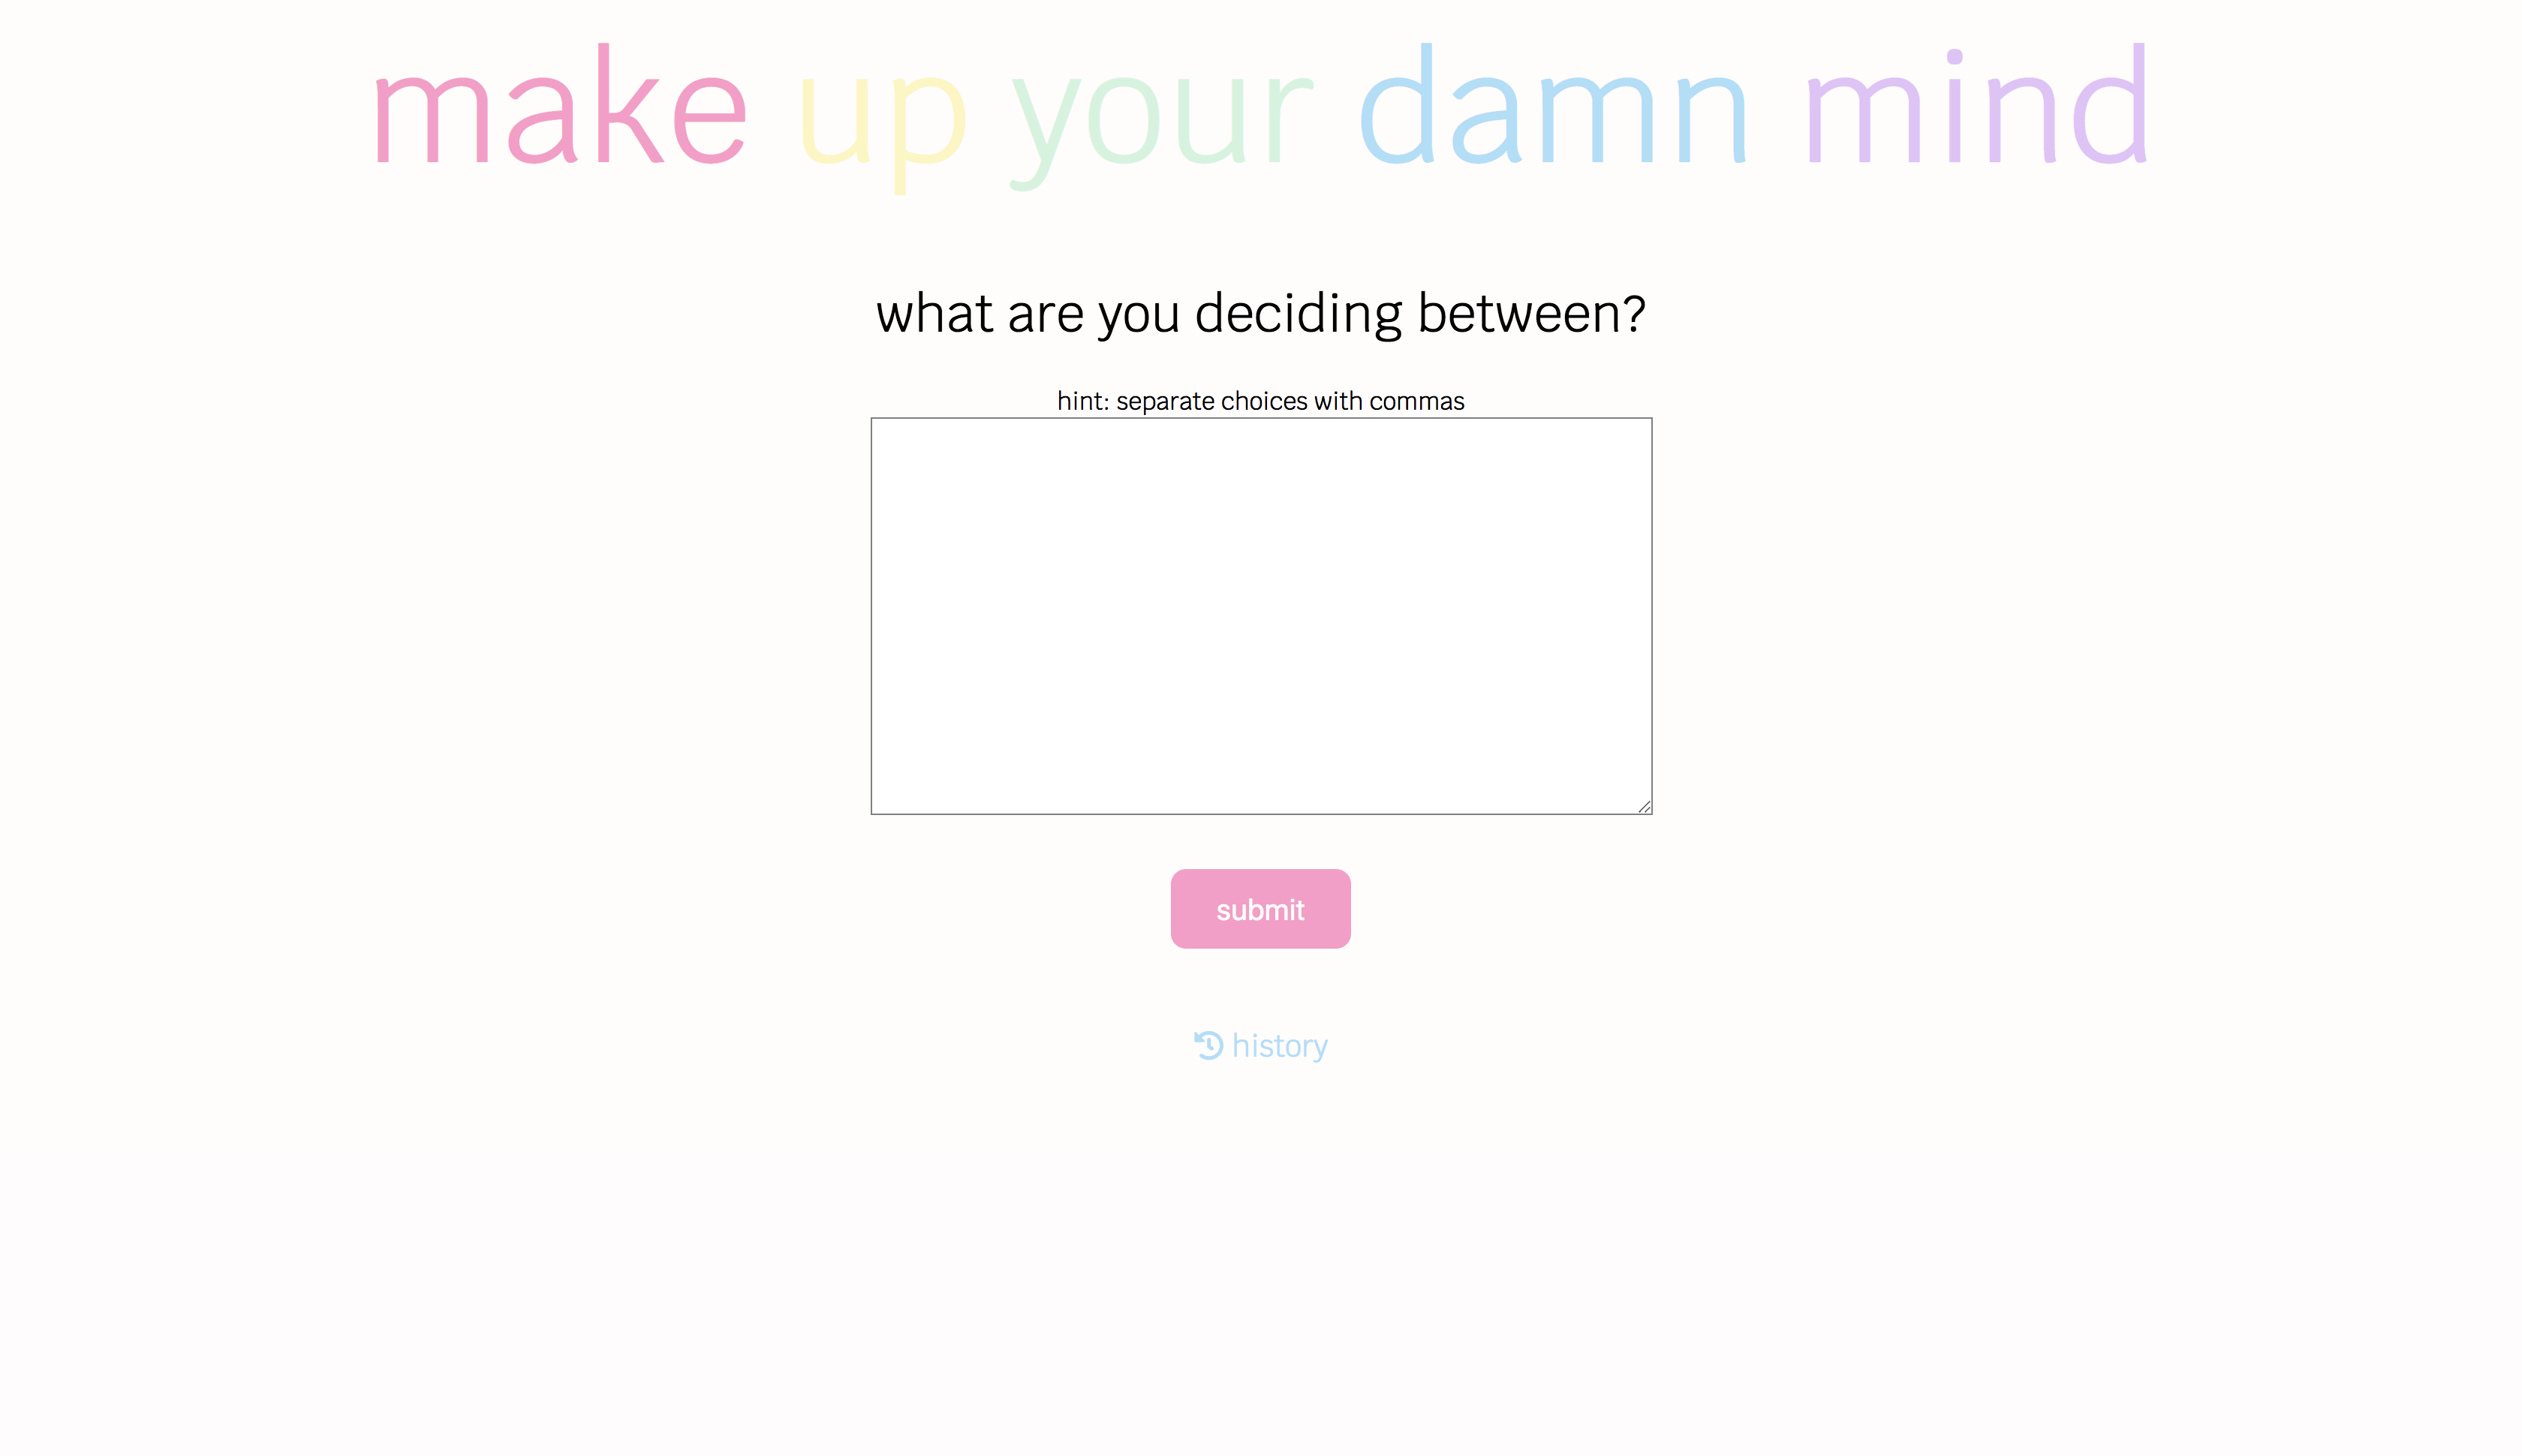 make up your damn mind
what are you deciding between?
hint: separate choices with commas
submit
history